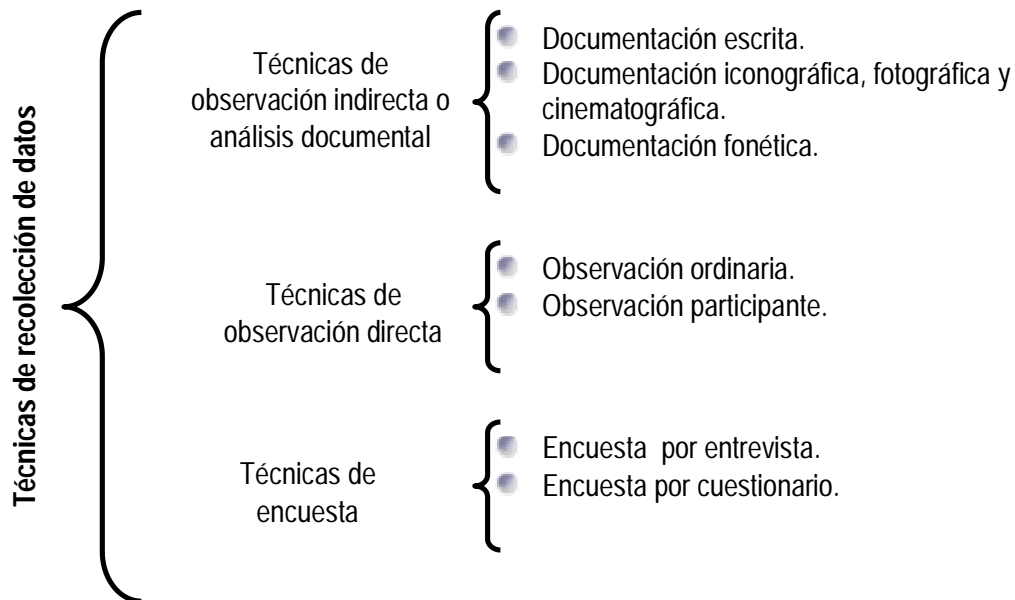 Técnicas de recolección de datos
Técnicas de
observación indirecta o
análisis documental
Documentación escrita.
Documentación iconográfica, fotográfica y
cinematográfica.
Documentación fonética.
Técnicas de
observación directa
Observación ordinaria.
Observación participante.
Técnicas de
encuesta
Encuesta  por entrevista.
Encuesta por cuestionario.